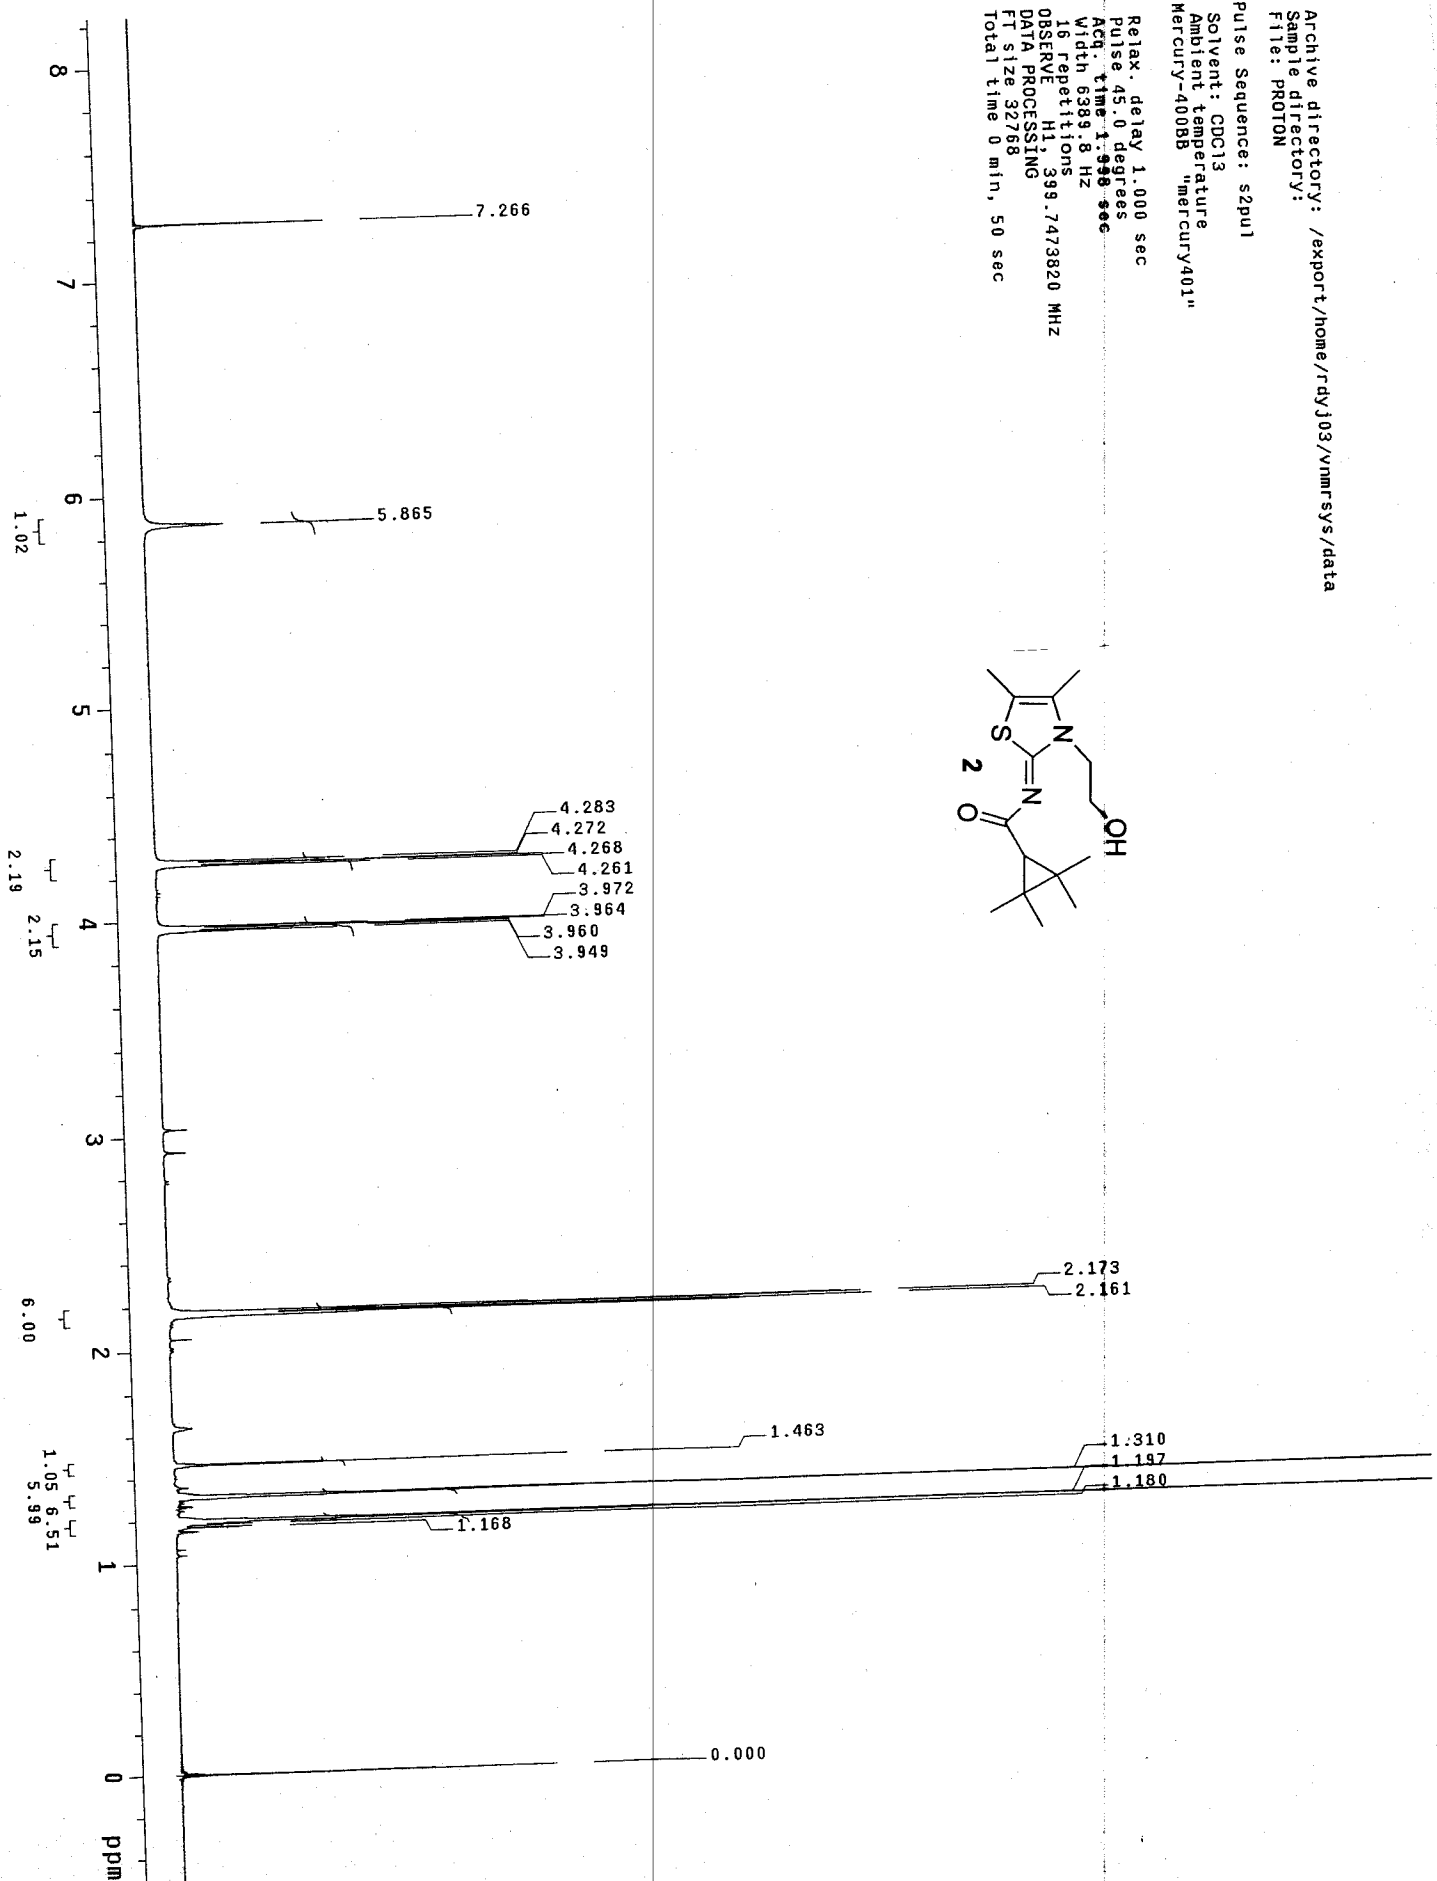 Archive directory: /export/home/rdyj03/vnmrsys/data
Sample directory:
File: PROTON
Pulse Sequence: s2pul
Solvent: CDCl3
Ambient temperature
Mercury-400BB "mercury401"
Relax. delay 1.000 sec
Pulse 45.0 degrees
Acq. time 1.998 sec
Width 6389.8 Hz
16 repetitions
OBSERVE H1, 399.7473820 MHz
DATA PROCESSING
FT size 32768
Total time 0 min, 50 sec
OH
N
S
N
O
2
7.266
5.865
4.283
4.272
4.268
4.261
3.972
3.964
3.960
3.949
2.173
2.161
1.463
1.310
1.197
1.180
1.168
0.000
8 7 6 5 4 3 2 1 0 ppm
1.02
2.19
2.15
6.00
1.05
6.51
5.99